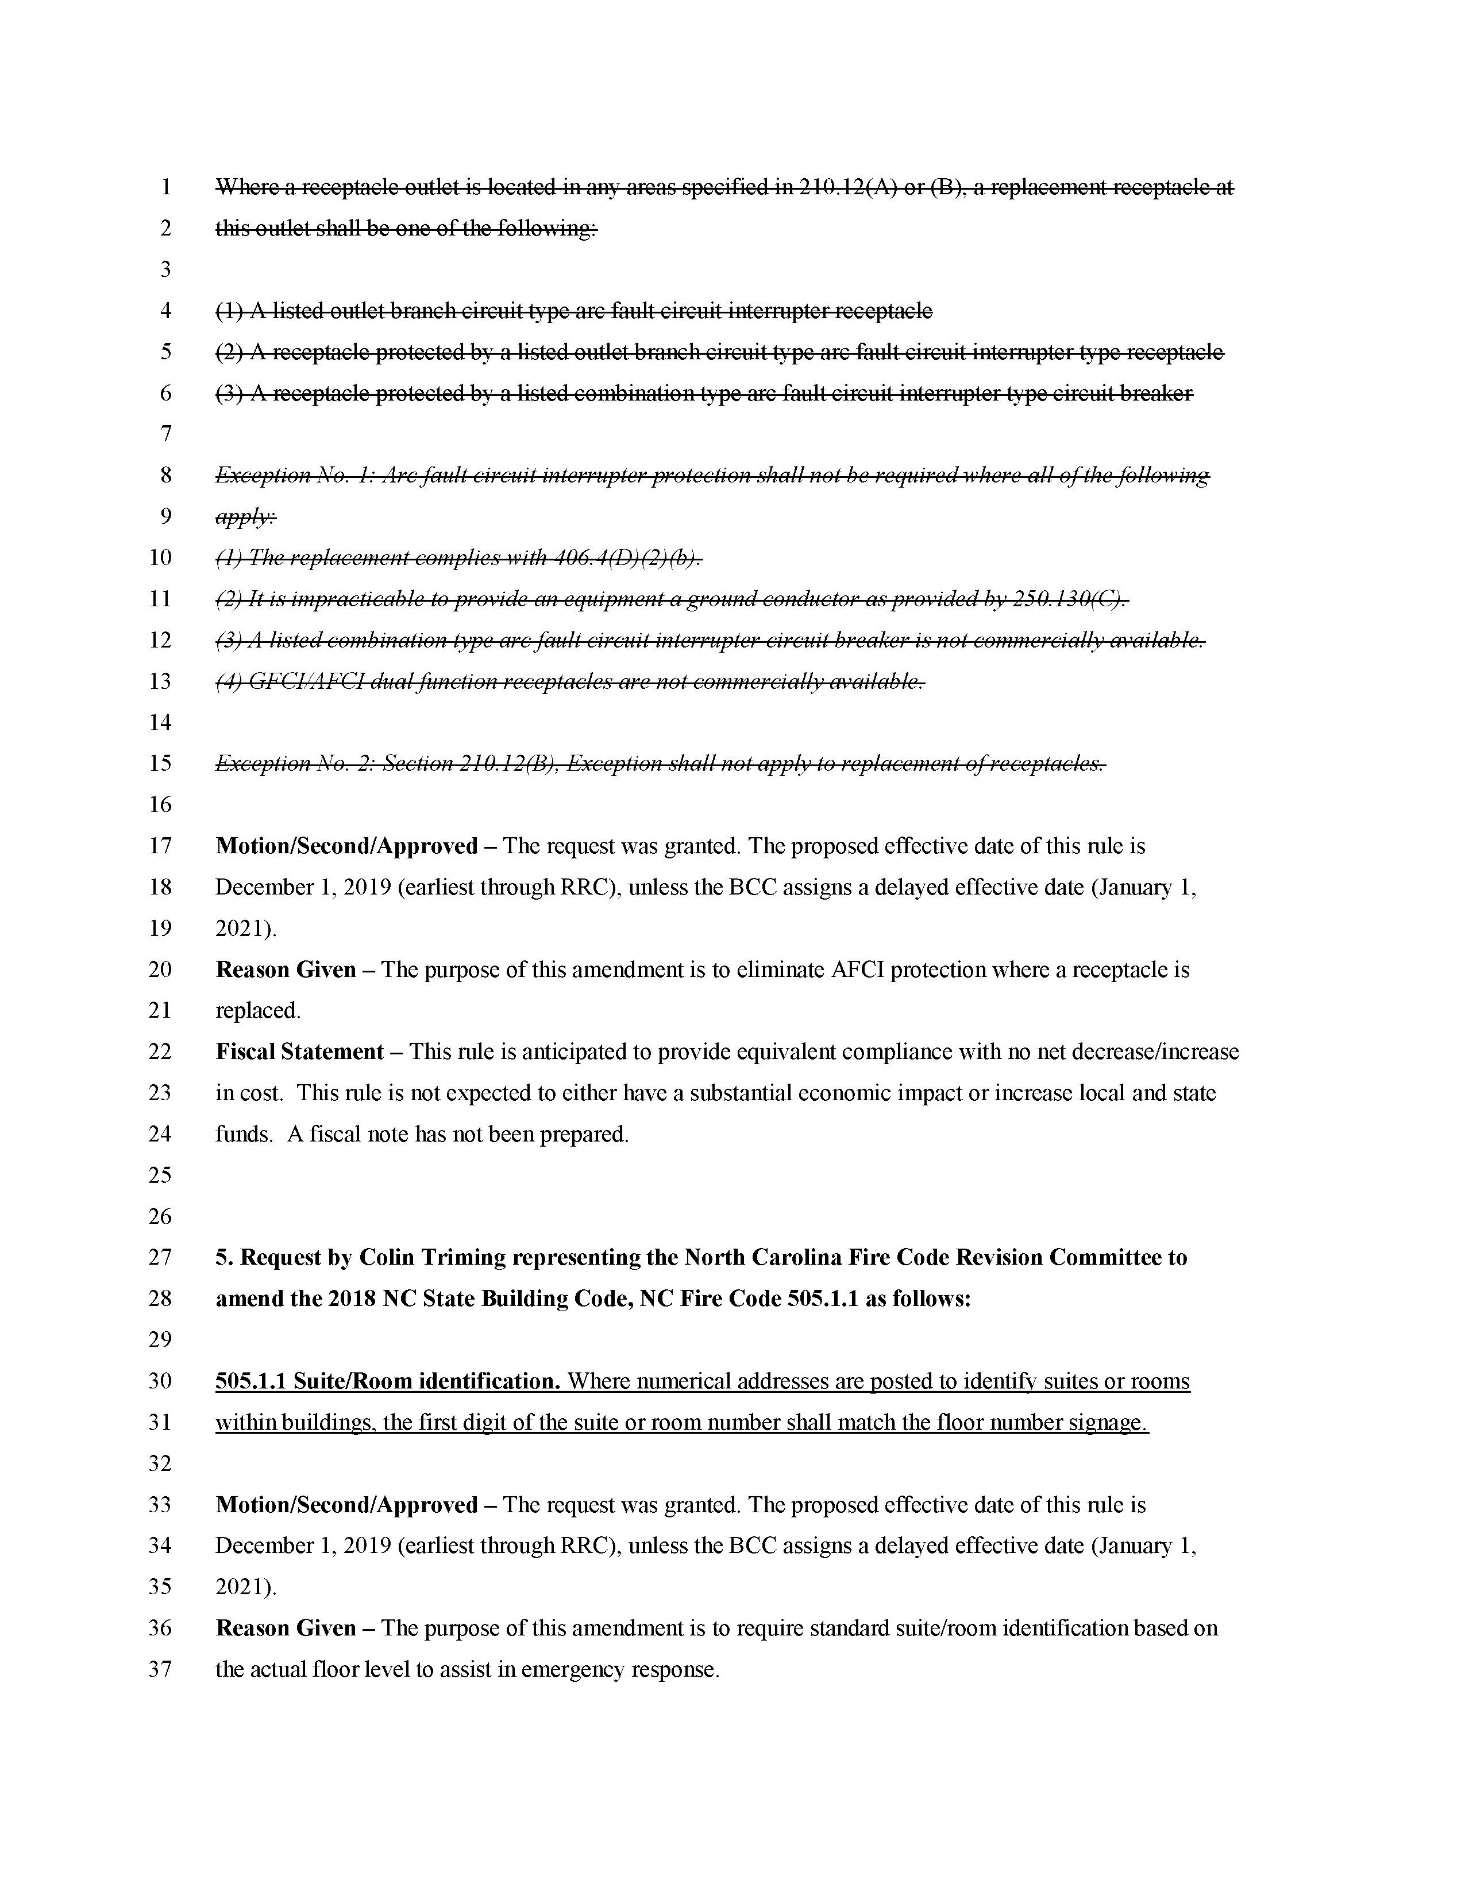 1 Where a receptacle outlet is located in any areas specified in 210.12(A) or (B), a replacement receptacle at
2 this outlet shall be one of the following:
3
4 (1) A listed outlet branch circuit type arc fault circuit interrupter receptacle
5 (2) A receptacle protected by a listed outlet branch circuit type arc fault circuit interrupter type receptacle
6 (3) A receptacle protected by a listed combination type arc fault circuit interrupter type circuit breaker
7
8 Exception No. 1: Arc fault circuit interrupter protection shall not be required where all of the following
9 apply:
10 (1) The replacement complies with 406.4(D)(2)(b).
11 (2) It is impracticable to provide an equipment a ground conductor as provided by 250.130(C).
12 (3) A listed combination type arc fault circuit interrupter circuit breaker is not commercially available.
13 (4) GFCI/AFCI dual function receptacles are not commercially available.
14
15 Exception No. 2: Section 210.12(B), Exception shall not apply to replacement of receptacles.
16
17 Motion/Second/Approved – The request was granted. The proposed effective date of this rule is
18 December 1, 2019 (earliest through RRC), unless the BCC assigns a delayed effective date (January 1,
19 2021).
20 Reason Given – The purpose of this amendment is to eliminate AFCI protection where a receptacle is
21 replaced.
22 Fiscal Statement – This rule is anticipated to provide equivalent compliance with no net decrease/increase
23 in cost. This rule is not expected to either have a substantial economic impact or increase local and state
24 funds. A fiscal note has not been prepared.
25
26
27 5. Request by Colin Triming representing the North Carolina Fire Code Revision Committee to
28 amend the 2018 NC State Building Code, NC Fire Code 505.1.1 as follows:
29
30 505.1.1 Suite/Room identification. Where numerical addresses are posted to identify suites or rooms
31 within buildings, the first digit of the suite or room number shall match the floor number signage.
32
33 Motion/Second/Approved – The request was granted. The proposed effective date of this rule is
34 December 1, 2019 (earliest through RRC), unless the BCC assigns a delayed effective date (January 1,
35 2021).
36 Reason Given – The purpose of this amendment is to require standard suite/room identification based on
37 the actual floor level to assist in emergency response.